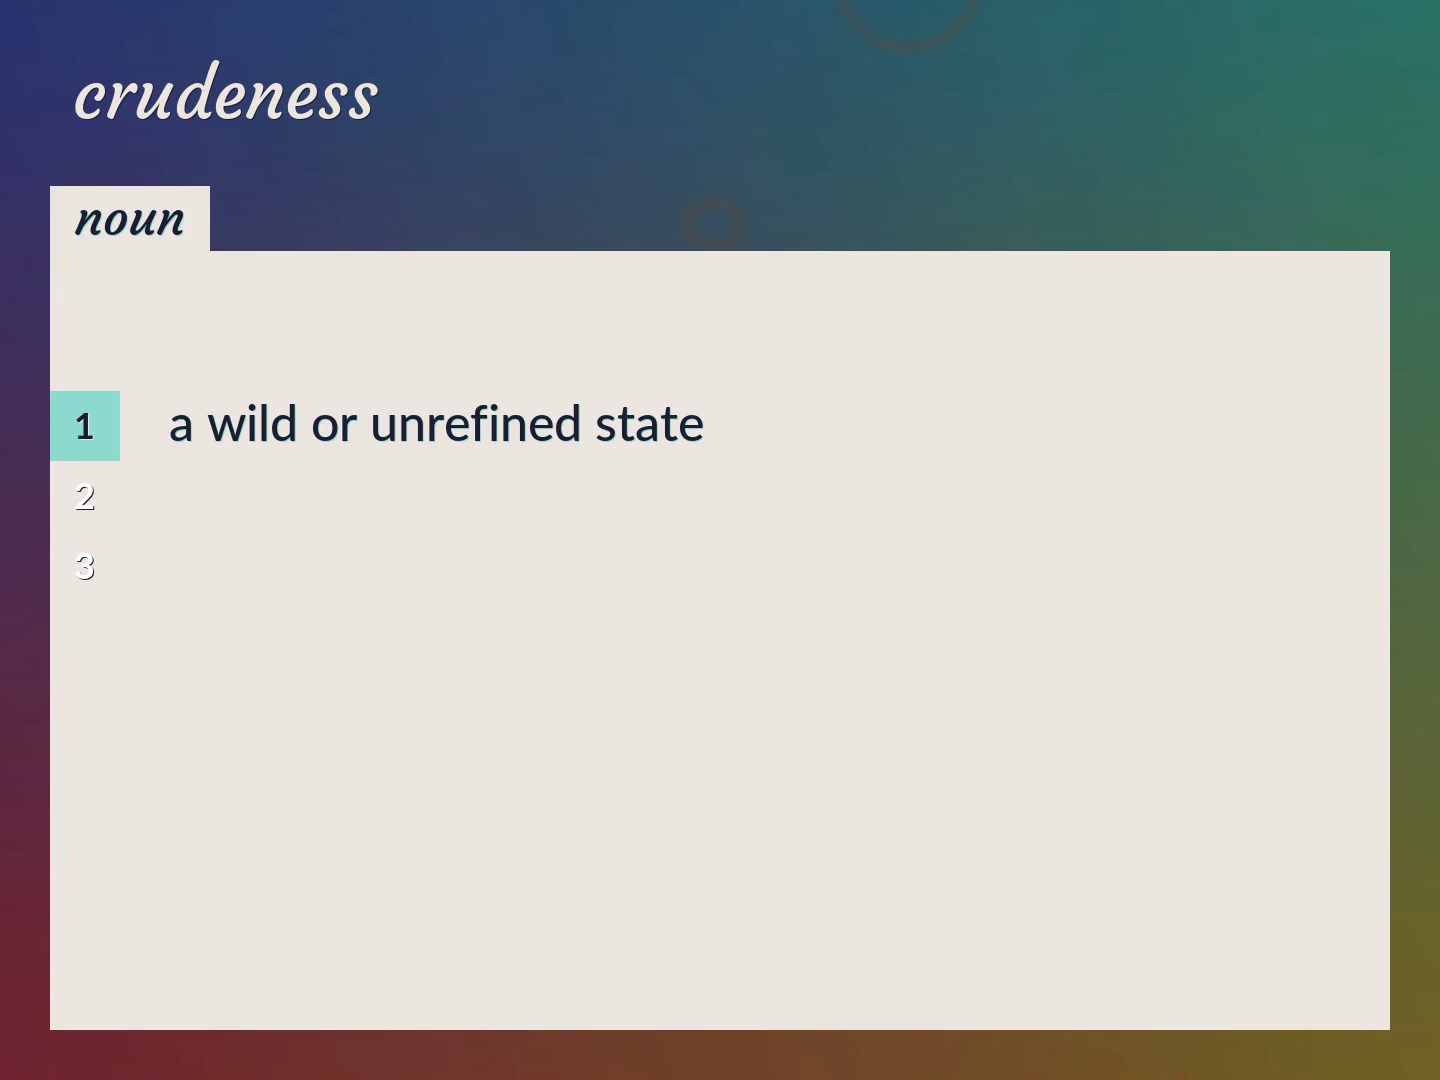 crudeness
noun
1 a wild or unrefined state
2
3